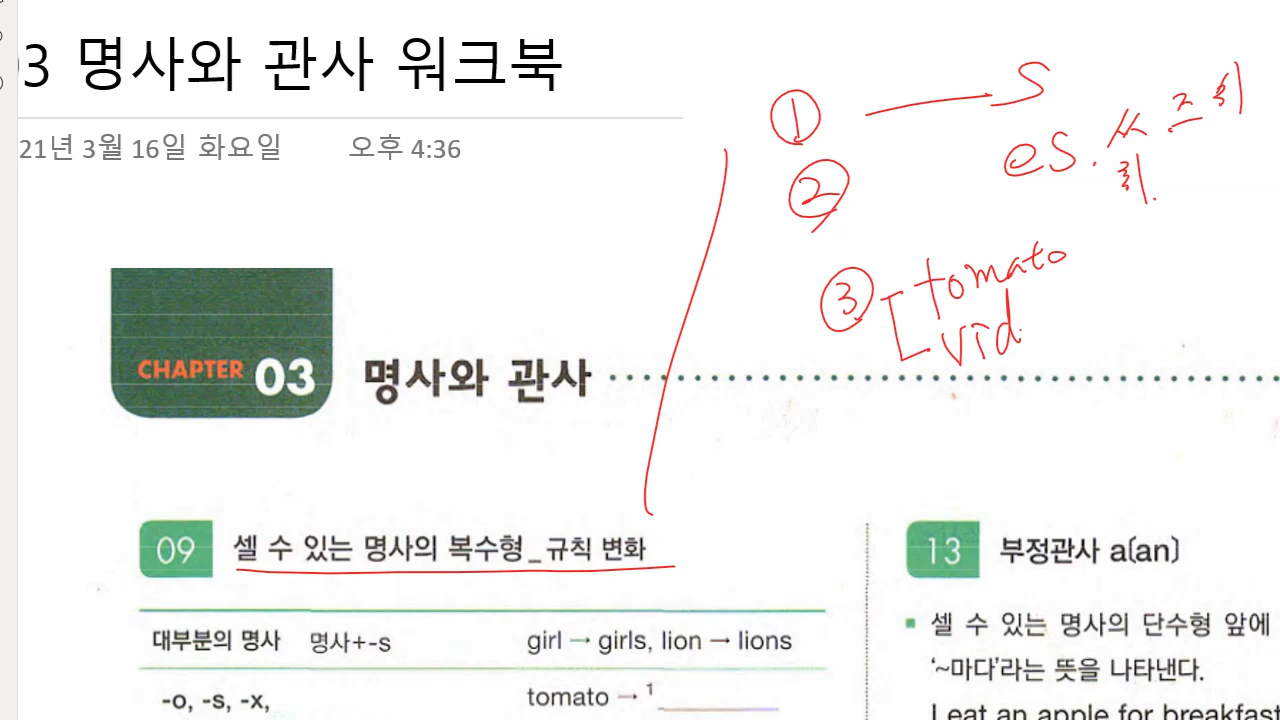 3 명사와 관사 워크북
21년 3월 16일 화요일 오후 4:36
① s
② es.
③ tomato
vid
CHAPTER 03 명사와 관사
09 셀 수 있는 명사의 복수형_규칙 변화
대부분의 명사 명사+-s girl → girls, lion → lions
-o, -s, -x, tomato → 1
13 부정관사 a(an)
셀 수 있는 명사의 단수형 앞에
'~마다'라는 뜻을 나타낸다.
I eat an apple for breakfast